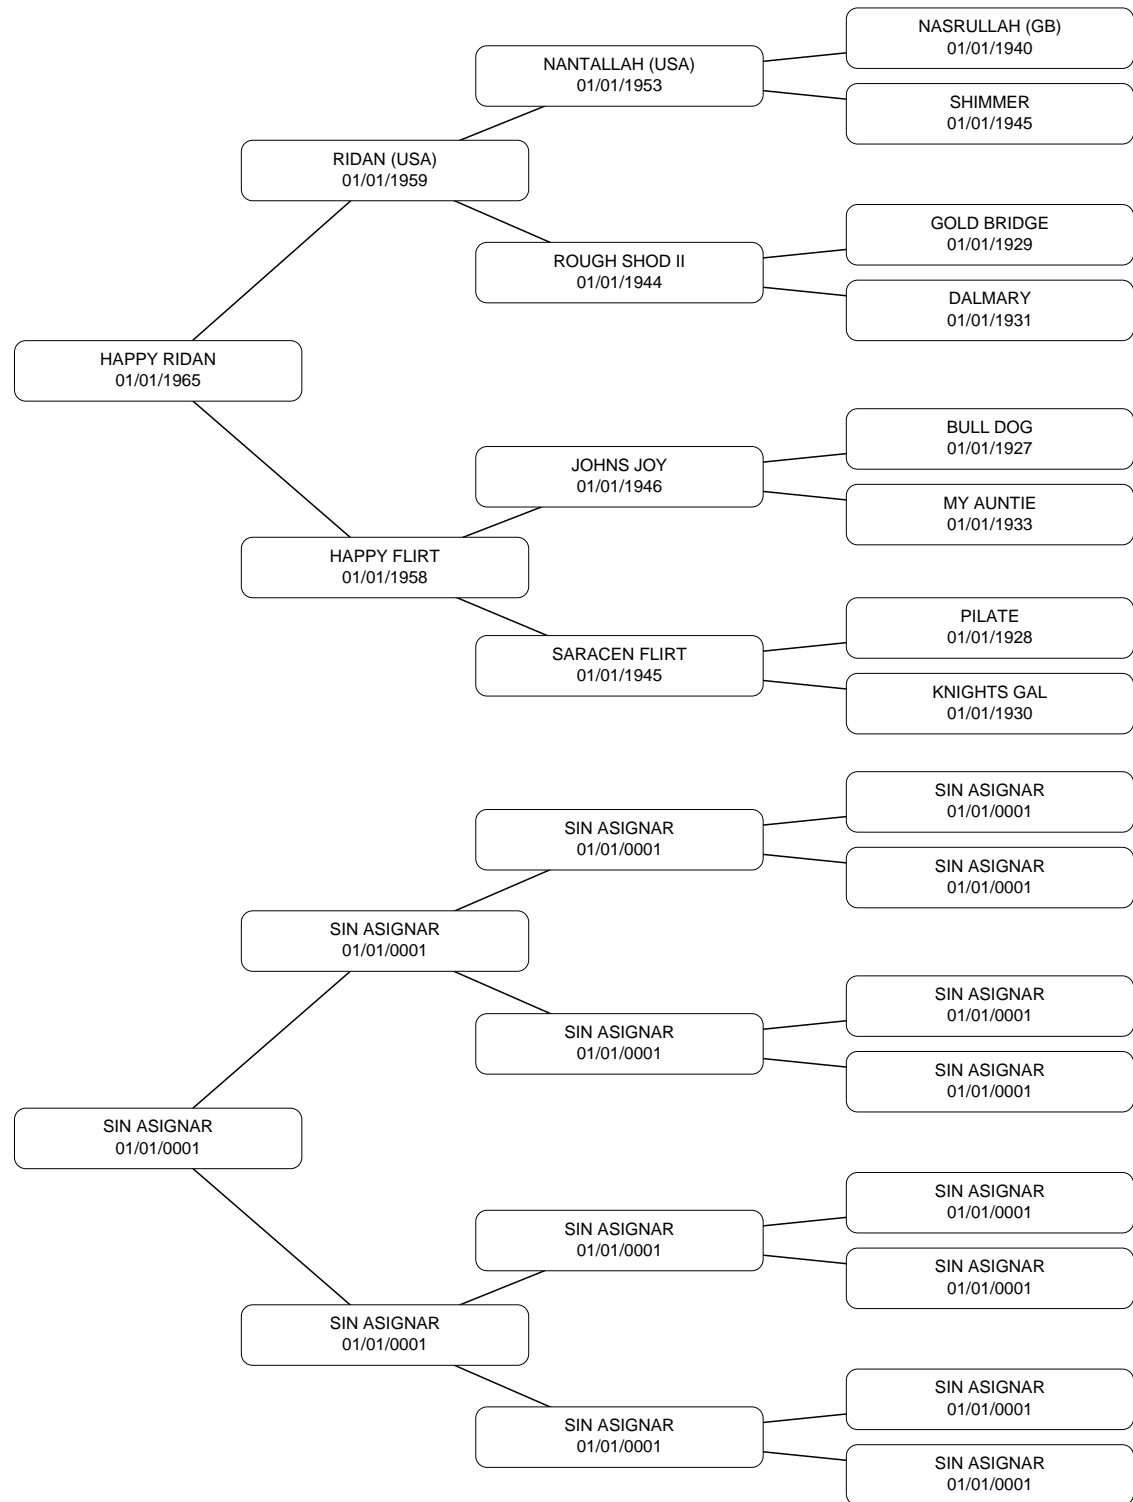 NASRULLAH (GB)
01/01/1940
NANTALLAH (USA)
01/01/1953
SHIMMER
01/01/1945
RIDAN (USA)
01/01/1959
GOLD BRIDGE
01/01/1929
ROUGH SHOD II
01/01/1944
DALMARY
01/01/1931
HAPPY RIDAN
01/01/1965
BULL DOG
01/01/1927
JOHNS JOY
01/01/1946
MY AUNTIE
01/01/1933
HAPPY FLIRT
01/01/1958
PILATE
01/01/1928
SARACEN FLIRT
01/01/1945
KNIGHTS GAL
01/01/1930
SIN ASIGNAR
01/01/0001
SIN ASIGNAR
01/01/0001
SIN ASIGNAR
01/01/0001
SIN ASIGNAR
01/01/0001
SIN ASIGNAR
01/01/0001
SIN ASIGNAR
01/01/0001
SIN ASIGNAR
01/01/0001
SIN ASIGNAR
01/01/0001
SIN ASIGNAR
01/01/0001
SIN ASIGNAR
01/01/0001
SIN ASIGNAR
01/01/0001
SIN ASIGNAR
01/01/0001
SIN ASIGNAR
01/01/0001
SIN ASIGNAR
01/01/0001
SIN ASIGNAR
01/01/0001